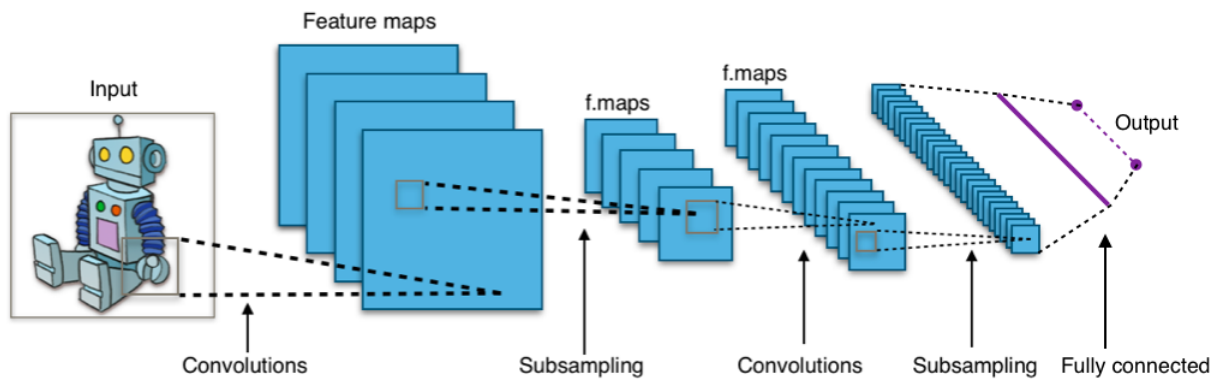 Feature maps
Input
f.maps
f.maps
Output
Convolutions
Subsampling
Convolutions
Subsampling
Fully connected